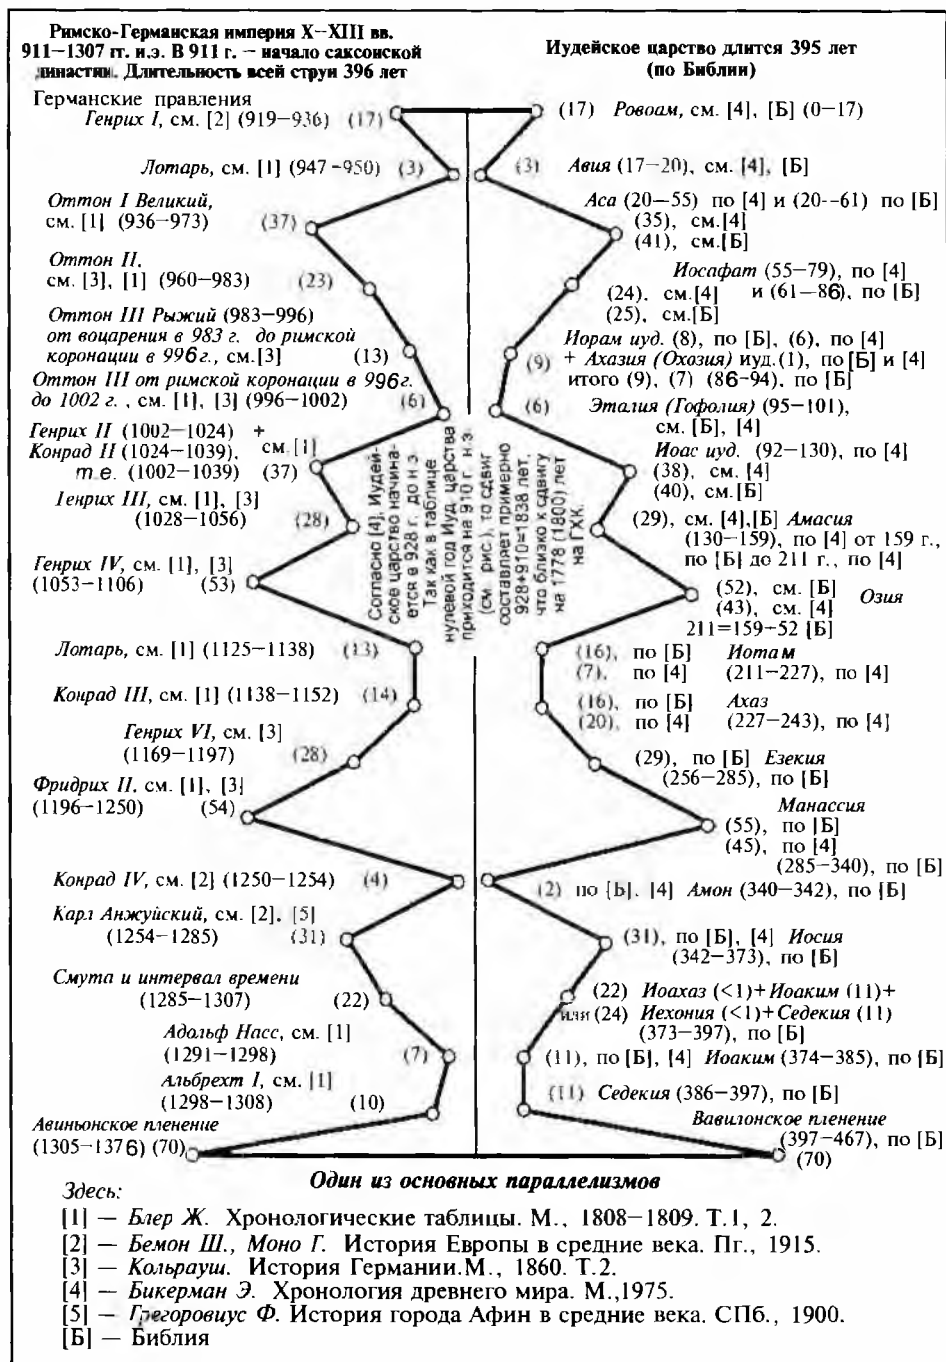 Римско-Германская империя X–XIII вв.
911–1307 гг. н.э. В 911 г. – начало саксонской
династии. Длительность всей струи 396 лет
Германские правления
Генрих I, см. [2] (919–936) (17)
Лотарь, см. [1] (947–950) (3)
Оттон I Великий,
см. [1] (936–973) (37)
Оттон II,
см. [3], [1] (960–983) (23)
Оттон III Рыжий (983–996)
от воцарения в 983 г. до римской
коронации в 996г., см.[3] (13)
Оттон III от римской коронации в 996г.
до 1002 г., см. [1], [3] (996–1002) (6)
Генрих II (1002–1024) +
Конрад II (1024–1039), см.[1]
т.е. (1002–1039) (37)
Генрих III, см. [1], [3]
(1028–1056) (28)
Генрих IV, см. [1], [3]
(1053–1106) (53)
Лотарь, см. [1] (1125–1138) (13)
Конрад III, см. [1] (1138–1152) (14)
Генрих VI, см. [3]
(1169–1197) (28)
Фридрих II, см. [1], [3]
(1196–1250) (54)
Конрад IV, см. [2] (1250–1254) (4)
Карл Анжуйский, см. [2], [5]
(1254–1285) (31)
Смута и интервал времени
(1285–1307) (22)
Адольф Насс, см. [1]
(1291–1298) (7)
Альбрехт I, см. [1]
(1298–1308) (10)
Авиньонское пленение
(1305–1376) (70)
Согласно [4], Иудей-
ское царство начина-
ется в 928 г. до н.э.
Так как в таблице
нулевой год Иуд. царства
приходится на 910 г. н.э.
(см. рис.), то сдвиг
составляет примерно
928+910=1838 лет,
что близко к сдвигу
на 1778 (1800) лет
на ГХК.
Иудейское царство длится 395 лет
(по Библии)
(17) Ровоам, см. [4], [Б] (0–17)
(3) Авия (17–20), см. [4], [Б]
Аса (20–55) по [4] и (20--61) по [Б]
(35), см.[4]
(41), см.[Б]
Иосафат (55–79), по [4]
(24), см.[4] и (61–86), по [Б]
(25), см.[Б]
Иорам иуд. (8), по [Б], (6), по [4]
(9) + Ахазия (Охозия) иуд.(1), по [Б] и [4]
итого (9), (7) (86-94), по [Б]
(6) Эталия (Гофолия) (95–101),
см. [Б], [4]
Иоас иуд. (92–130), по [4]
(38), см. [4]
(40), см.[Б]
(29), см. [4],[Б] Амасия
(130–159), по [4] от 159 г.,
по [Б] до 211 г., по [4]
(52), см. [Б]
(43), см. [4] Озия
211=159+52 [Б]
(16), по [Б] Иотам
(7), по [4] (211–227), по [4]
(16), по [Б] Ахаз
(20), по [4] (227–243), по [4]
(29), по [Б] Езекия
(256–285), по [Б]
Манассия
(55), по [Б]
(45), по [4]
(285–340), по [Б]
(2) по [Б], [4] Амон (340–342), по [Б]
(31), по [Б], [4] Иосия
(342–373), по [Б]
(22) Иоахаз (<1)+Иоаким (11)+
или (24) Иехония (<1)+Седекия (11)
(373–397), по [Б]
(11), по [Б], [4] Иоаким (374–385), по [Б]
(11) Седекия (386–397), по [Б]
Вавилонское пленение
(397–467), по [Б]
(70)
Один из основных параллелизмов
Здесь:
[1] — Блер Ж. Хронологические таблицы. М., 1808–1809. Т.1, 2.
[2] — Бемон Ш., Моно Г. История Европы в средние века. Пг., 1915.
[3] — Кольрауш. История Германии.М., 1860. Т.2.
[4] — Бикерман Э. Хронология древнего мира. М.,1975.
[5] — Грегоровиус Ф. История города Афин в средние века. СПб., 1900.
[Б] — Библия